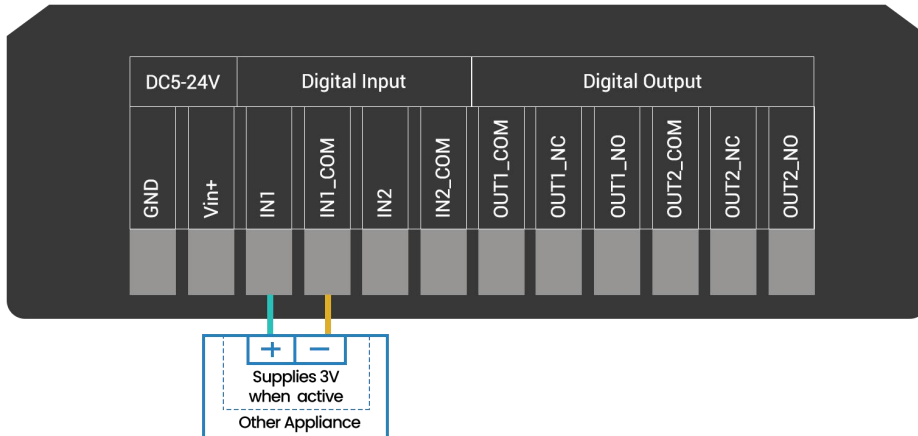 DC5-24V Digital Input Digital Output
GND Vin+ IN1 IN1_COM IN2 IN2_COM OUT1_COM OUT1_NC OUT1_NO OUT2_COM OUT2_NC OUT2_NO
+ −
Supplies 3V
when active
Other Appliance